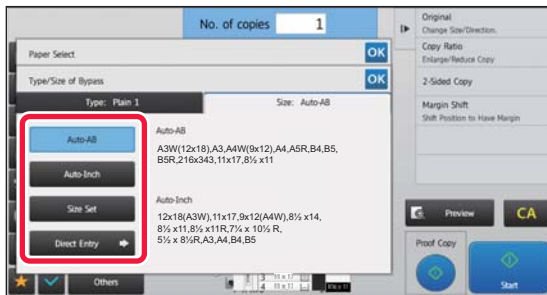 No. of copies 1
Original
Change Size/Direction.
Copy Ratio
Enlarge/Reduce Copy
2-Sided Copy
Margin Shift
Shift Position to Have Margin
Paper Select OK
Type/Size of Bypass OK
Type: Plain 1 Size: Auto-AB
Auto-AB
Auto-Inch
Size Set
Direct Entry
Auto-AB
A3W(12x18),A3,A4W(9x12),A4,A5R,B4,B5,
B5R,216x343,11x17,8½ x11
Auto-Inch
12x18(A3W),11x17,9x12(A4W),8½ x14,
8½ x11,8½ x11R,7¼ x 10½ R,
5½ x 8½R,A3,A4,B4,B5
Preview CA
Proof Copy
Start
Others
3 11x17
4 11x17